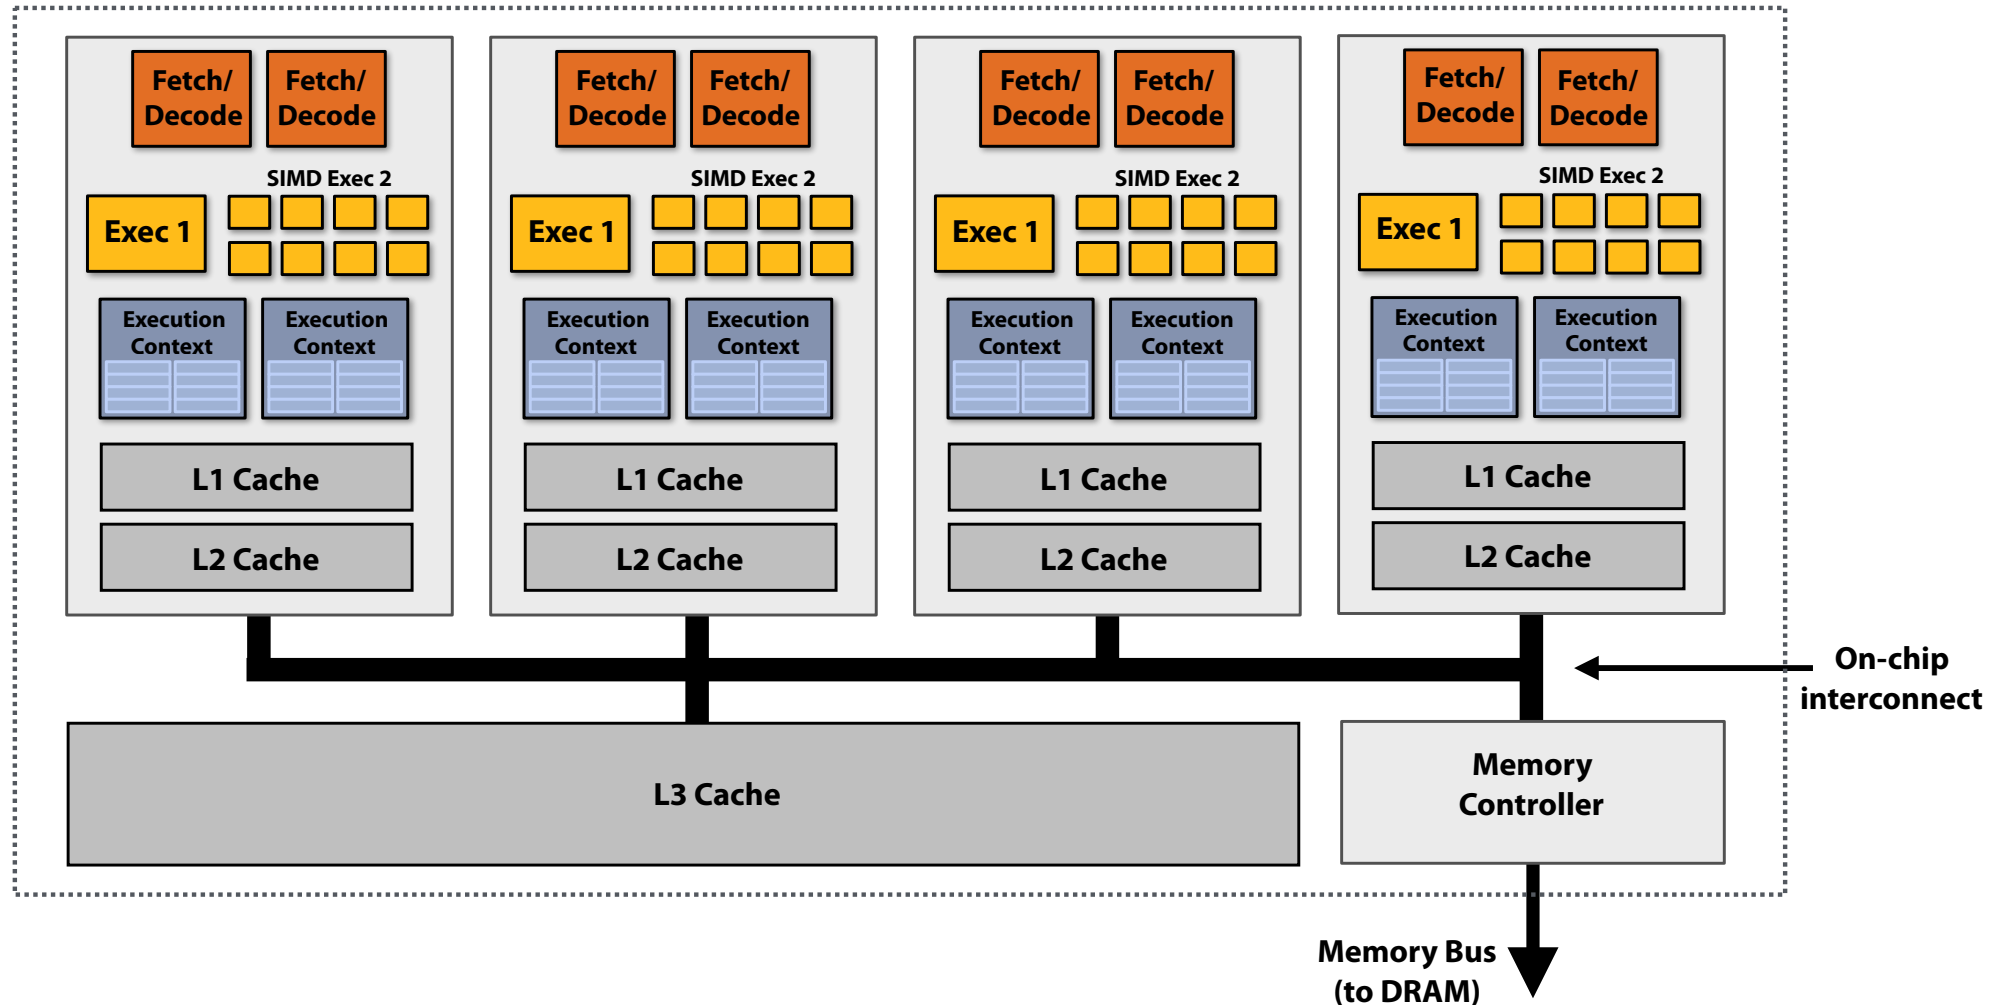 Fetch/
Decode
Fetch/
Decode
Fetch/
Decode
Fetch/
Decode
Fetch/
Decode
Fetch/
Decode
Fetch/
Decode
Fetch/
Decode
SIMD Exec 2
Exec 1
SIMD Exec 2
Exec 1
SIMD Exec 2
Exec 1
SIMD Exec 2
Exec 1
Execution
Context
Execution
Context
Execution
Context
Execution
Context
Execution
Context
Execution
Context
Execution
Context
Execution
Context
L1 Cache
L1 Cache
L1 Cache
L1 Cache
L2 Cache
L2 Cache
L2 Cache
L2 Cache
On-chip
interconnect
L3 Cache
Memory
Controller
Memory Bus
(to DRAM)